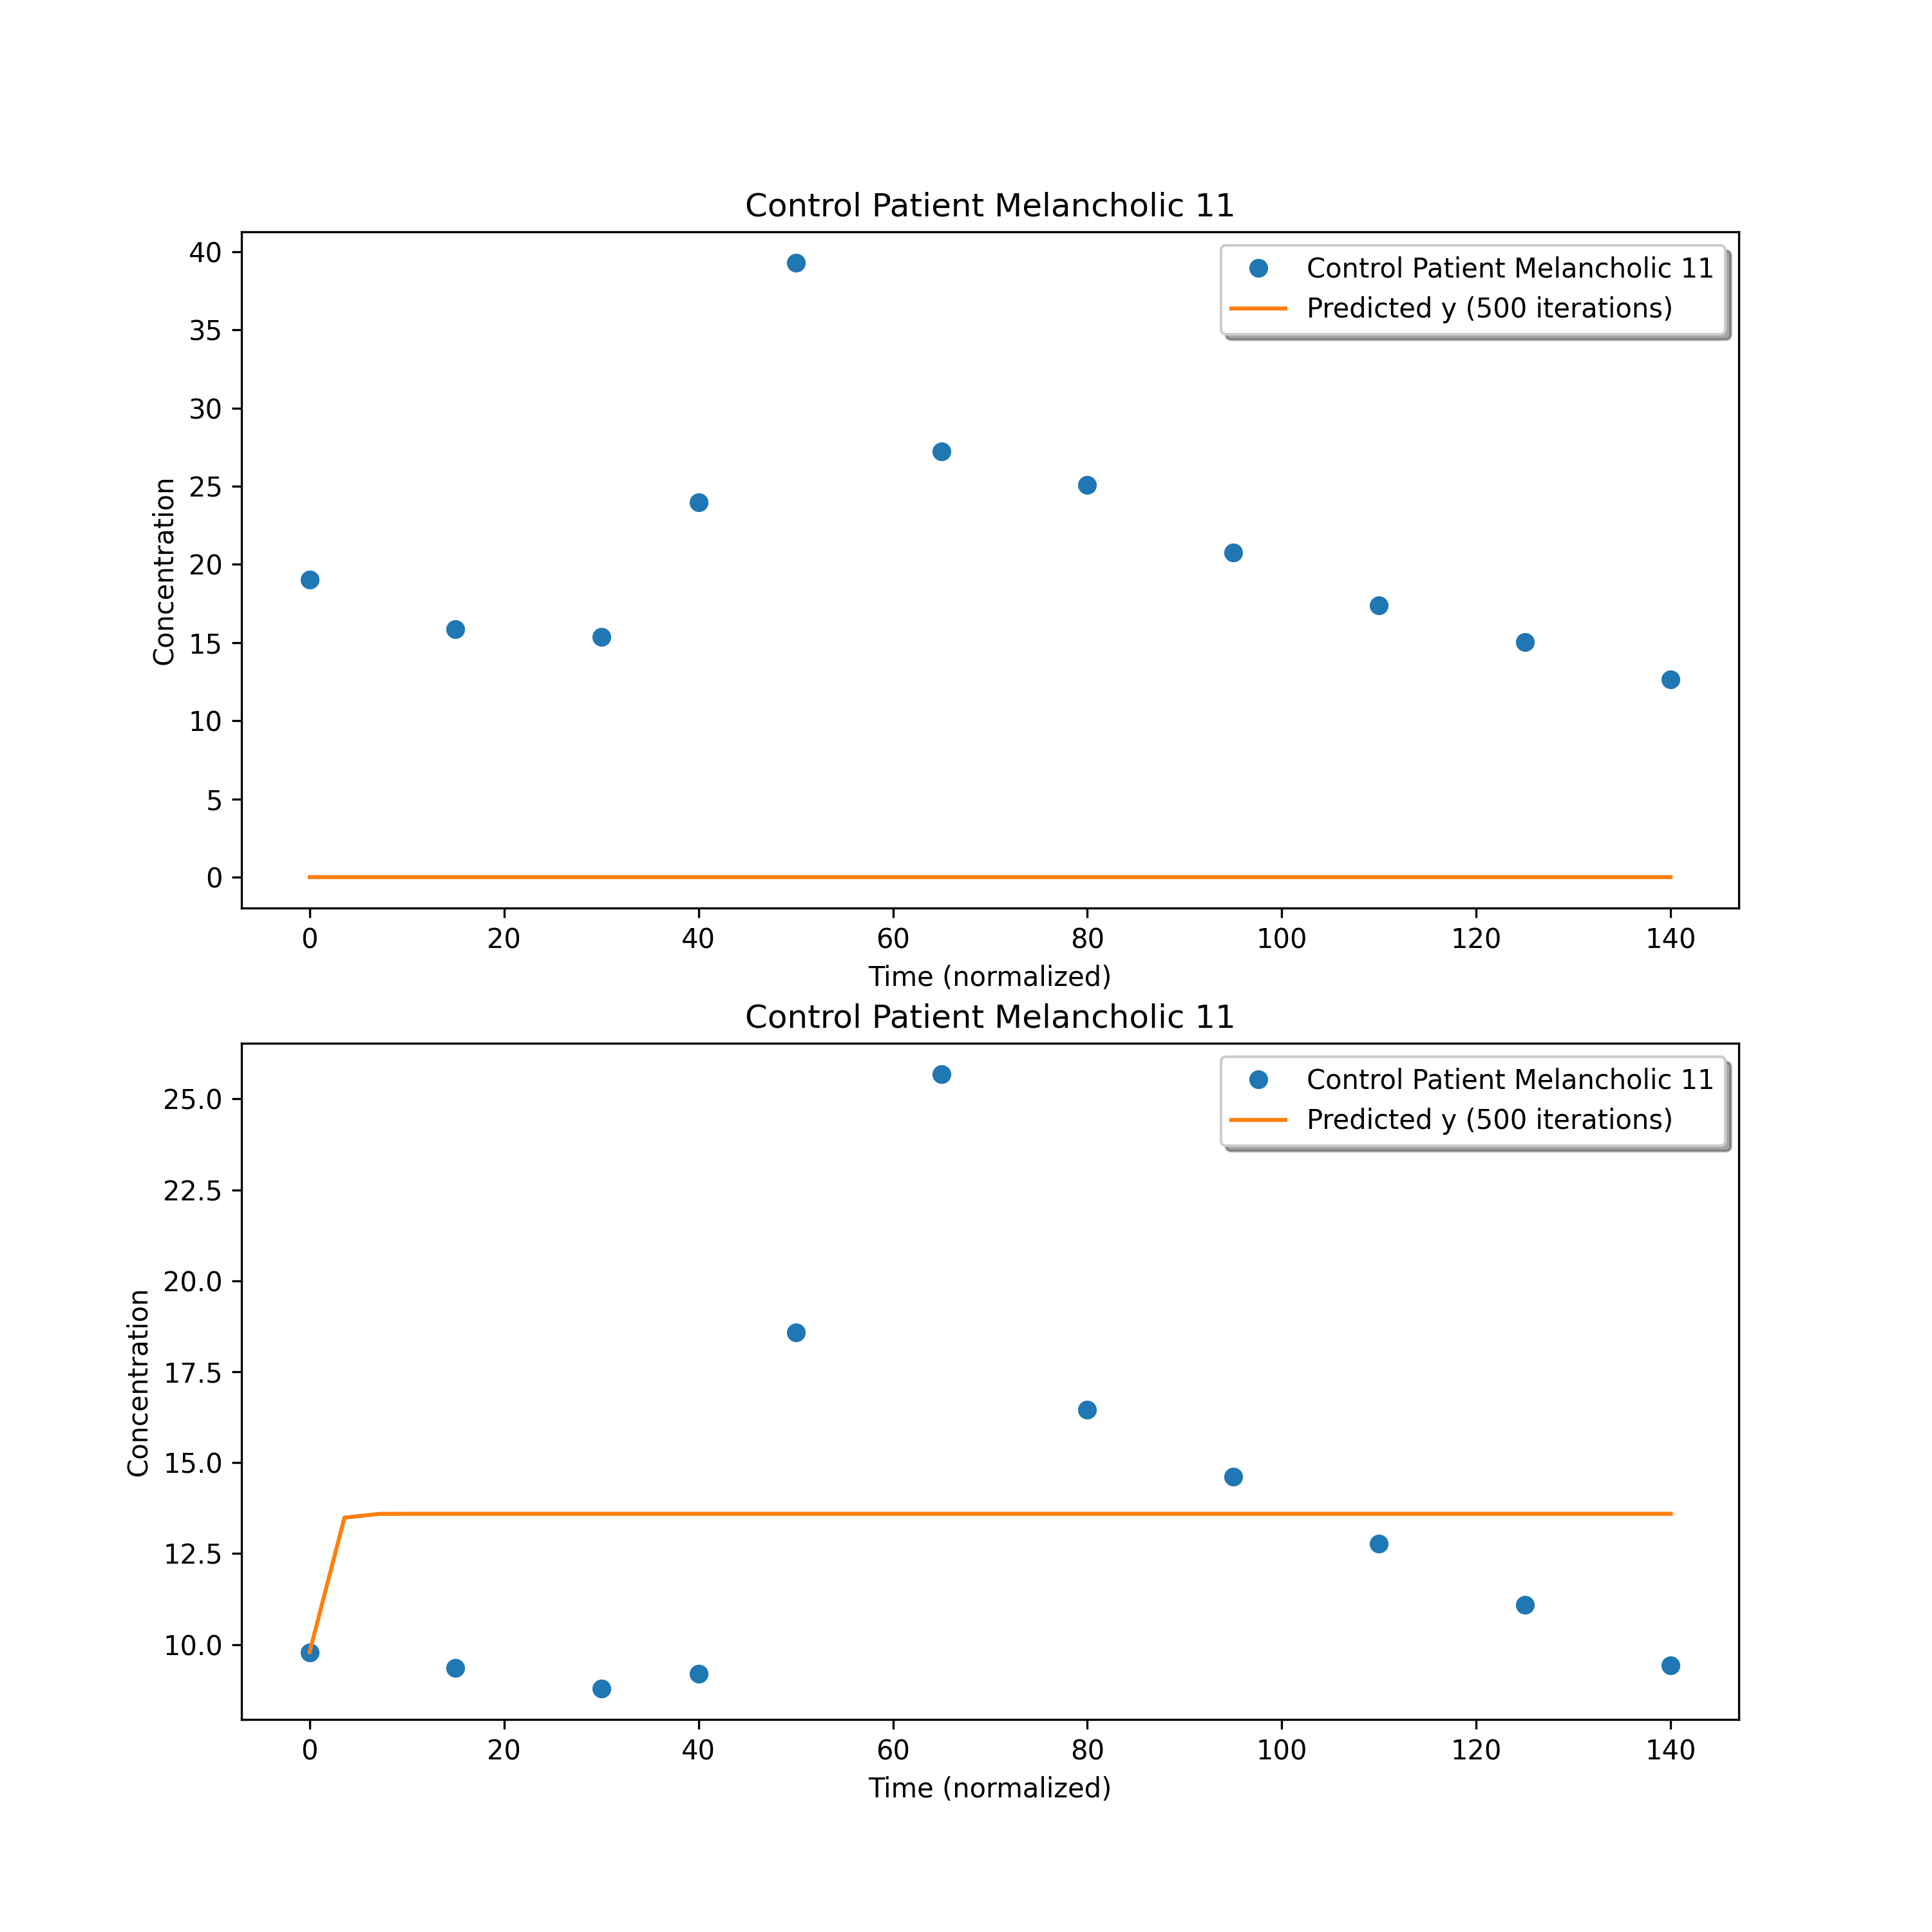 Control Patient Melancholic 11
40
35
30
25
20
15
10
5
0
Concentration
Control Patient Melancholic 11
Predicted y (500 iterations)
0 20 40 60 80 100 120 140
Time (normalized)
Control Patient Melancholic 11
25.0
22.5
20.0
17.5
15.0
12.5
10.0
Concentration
Control Patient Melancholic 11
Predicted y (500 iterations)
0 20 40 60 80 100 120 140
Time (normalized)